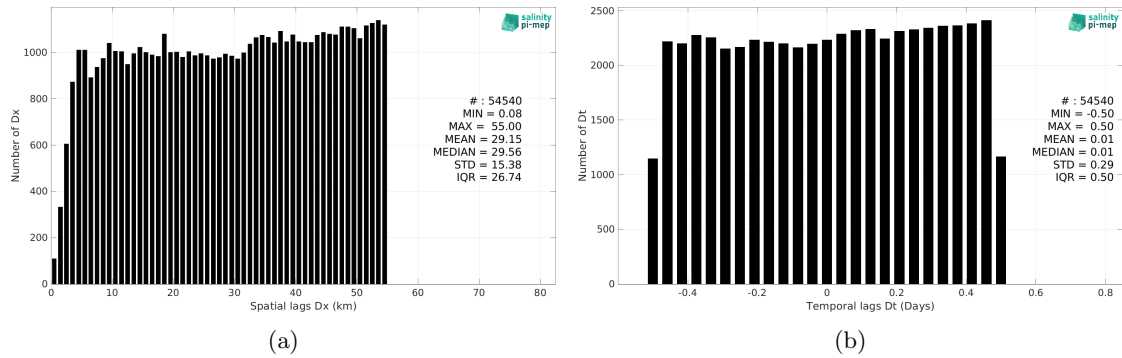 salinity
pi-mep
1000
800
600
400
200
0
Number of Dx
# : 54540
MIN = 0.08
MAX = 55.00
MEAN = 29.15
MEDIAN = 29.56
STD = 15.38
IQR = 26.74
0 10 20 30 40 50 60 70 80
Spatial lags Dx (km)
(a)
salinity
pi-mep
2500
2000
1500
1000
500
0
Number of Dt
# : 54540
MIN = -0.50
MAX = 0.50
MEAN = 0.01
MEDIAN = 0.01
STD = 0.29
IQR = 0.50
-0.4 -0.2 0 0.2 0.4 0.6 0.8
Temporal lags Dt (Days)
(b)